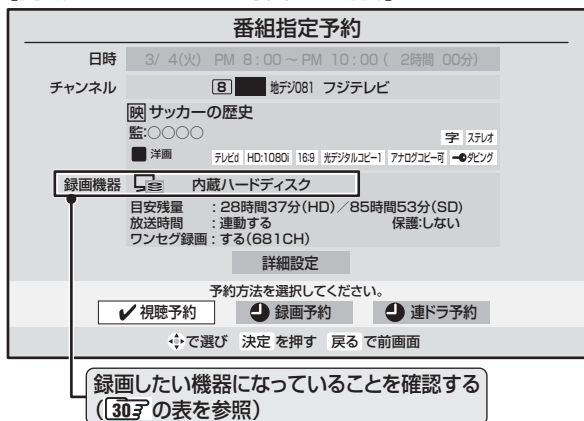 番組指定予約
日時 3/ 4(火) PM 8:00~PM 10:00( 2時間 00分)
チャンネル 8 地デジ081 フジテレビ
映 サッカーの歴史
監:○○○○
字 ステレオ
洋画 テレビd HD:1080i 16:9 光デジタルコピー1 アナログコピー可 ダビング
録画機器 内蔵ハードディスク
目安残量 :28時間37分(HD)/85時間53分(SD)
放送時間 :連動する 保護:しない
ワンセグ録画:する(681CH)
詳細設定
予約方法を選択してください。
✔視聴予約 録画予約 連ドラ予約
で選び 決定 を押す 戻る で前画面
録画したい機器になっていることを確認する
(30 の表を参照)